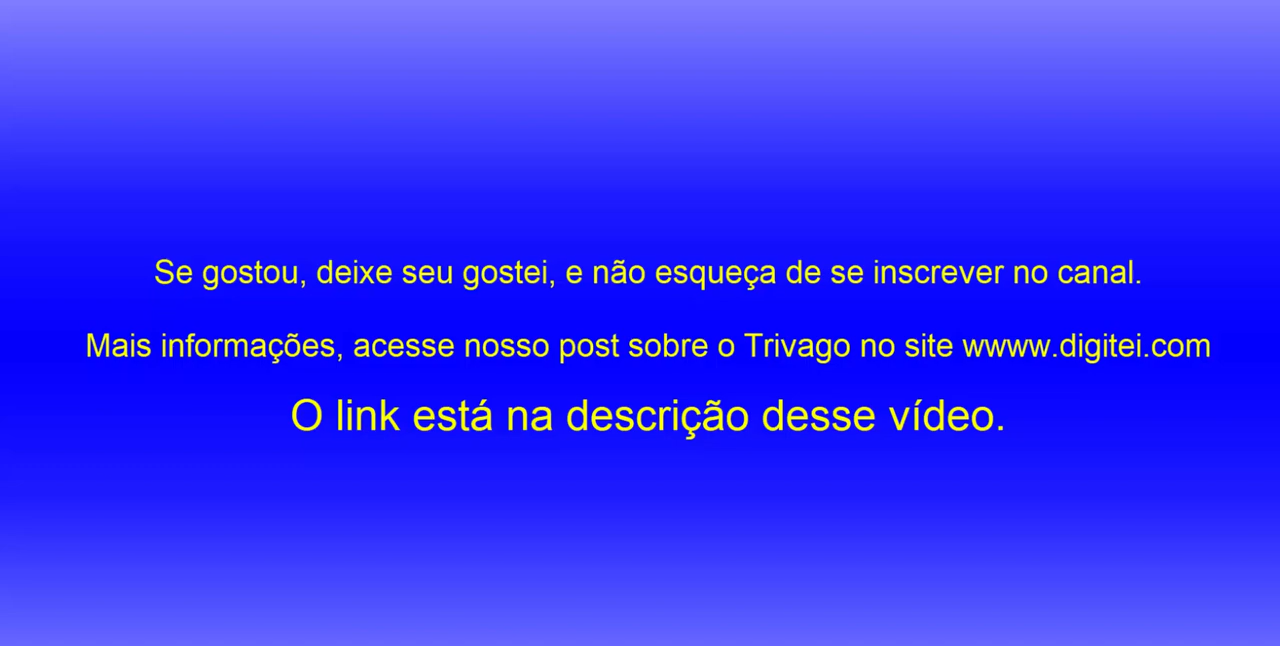 Se gostou, deixe seu gostei, e não esqueça de se inscrever no canal.
Mais informações, acesse nosso post sobre o Trivago no site wwww.digitei.com
O link está na descrição desse vídeo.